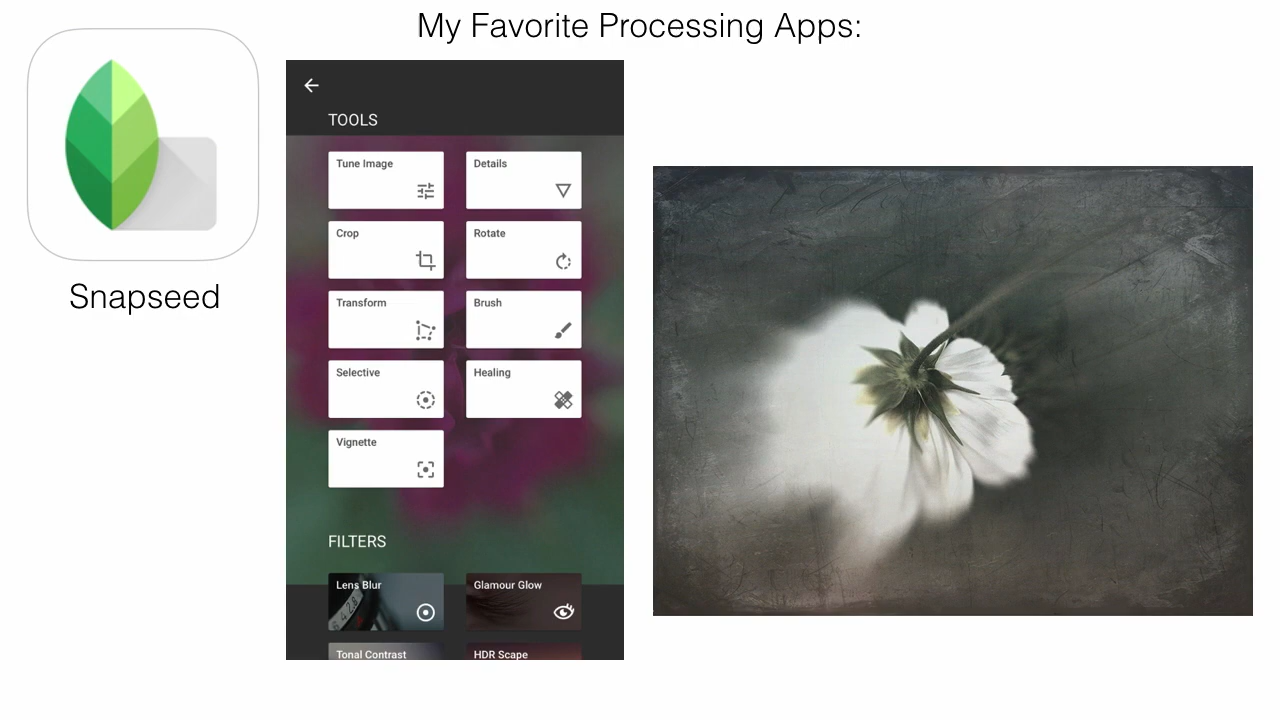 My Favorite Processing Apps:
Snapseed
TOOLS
Tune Image
Details
Crop
Rotate
Transform
Brush
Selective
Healing
Vignette
FILTERS
Lens Blur
Glamour Glow
Tonal Contrast
HDR Scape